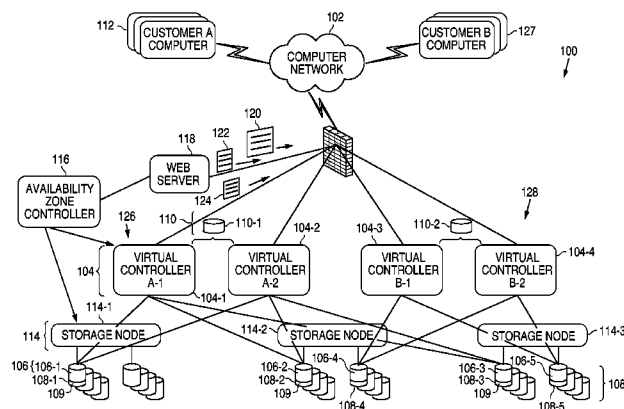 112
CUSTOMER A
COMPUTER
102
COMPUTER
NETWORK
CUSTOMER B
COMPUTER
127
100
120
122
118
116
WEB
SERVER
124
AVAILABILITY
ZONE
CONTROLLER
126
110
110-1
104-2
104-3
110-2
128
104-4
104
VIRTUAL
CONTROLLER
A-1
VIRTUAL
CONTROLLER
A-2
VIRTUAL
CONTROLLER
B-1
VIRTUAL
CONTROLLER
B-2
104-1
114-1
114
STORAGE NODE
114-2
STORAGE NODE
STORAGE NODE
114-3
106
106-1
108-1
109
106-2
108-2
109
106-4
108-4
106-3
108-3
109
106-5
108-5
108